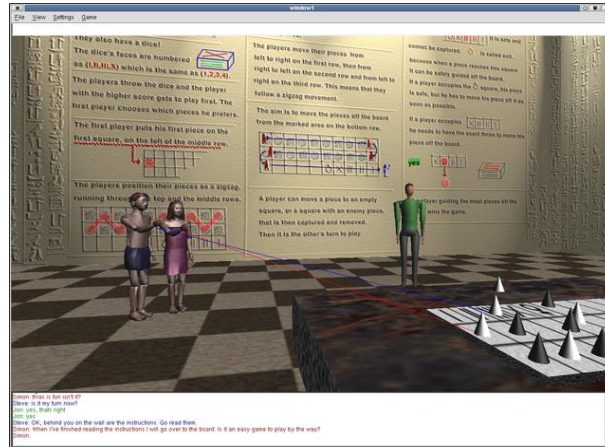 window1
File View Settings Game
They also have a dice!
The dice's faces are numbered
as (I,II,III,X) which is the same as (1,2,3,4).
The players throw the dice and the player
with the higher score gets to play first. The
first player chooses which pieces he prefers.
The first player puts his first piece on the
first square, on the left of the middle row.
The players position their pieces as a zigzag,
running through the top and the middle rows.
The players move their pieces from
left to right on the first row, then from
right to left on the second row and from left to
right on the third row. This means that they
follow a zigzag movement.
The aim is to move the pieces off the board
from the marked area on the bottom row.
A player can move a piece to an empty
square, or a square with an enemy piece,
that is then captured and removed.
Then it is the other's turn to play.
It is safe and
cannot be captured. is called exit,
because when a piece reaches this square
it can be safely guided off the board.
If a player occupies the square, his piece
is safe, but he has to move his piece off it as
soon as possible.
If a player occupies
he needs to have the exact three to move his
piece off the board.
yes
player guiding the most pieces off the
wins the game.
Simon: thias is fun isn't it?
Steve: is it my turn now?
Jon: yes, thats right
Jon: yes
Steve: OK, behind you on the wall are the instructions. Go read them.
Simon: When I've finished reading the instructions I will go over to the board. Is it an easy game to play by the way?
Simon: